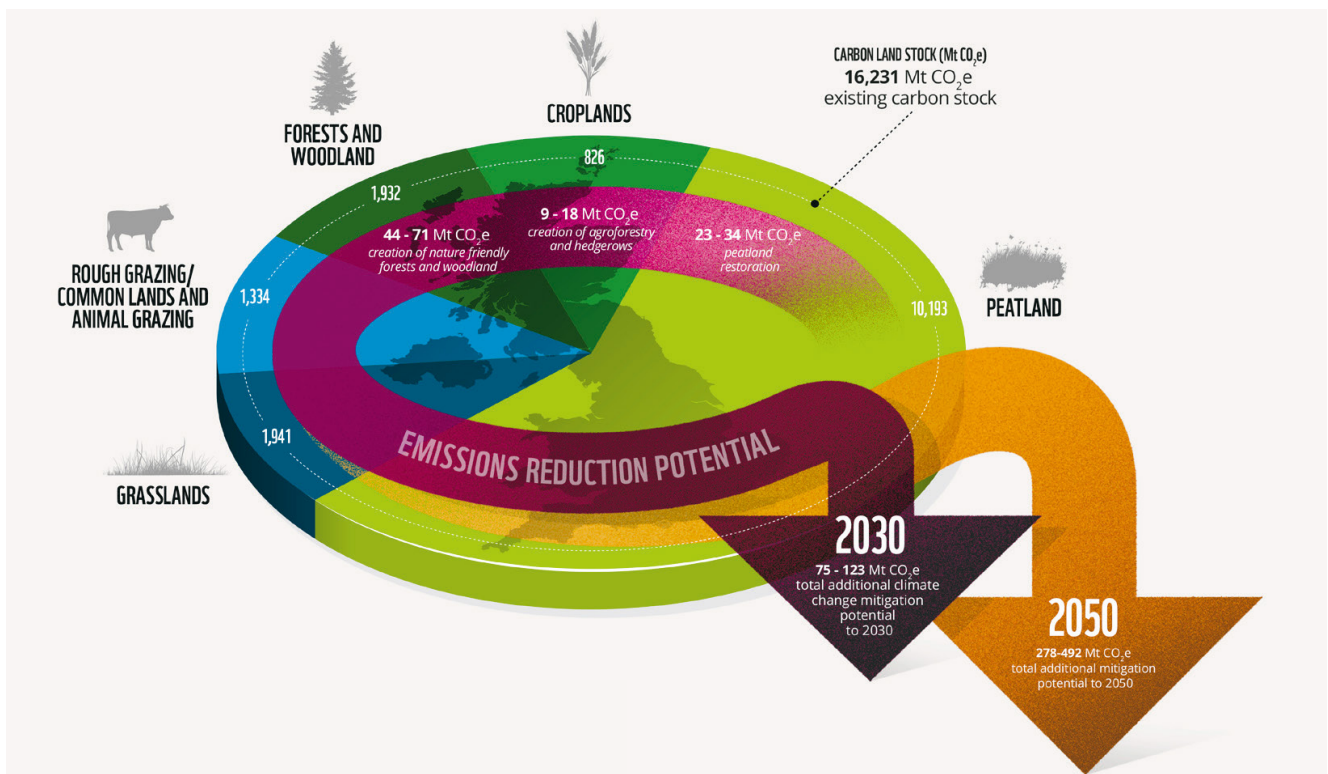 CARBON LAND STOCK (Mt CO₂e)
16,231 Mt CO₂e
existing carbon stock
CROPLANDS
FORESTS AND
WOODLAND
826
1,932
9 - 18 Mt CO₂e
creation of agroforestry
and hedgerows
44 - 71 Mt CO₂e
creation of nature friendly
forests and woodland
23 - 34 Mt CO₂e
peatland
restoration
ROUGH GRAZING/
COMMON LANDS AND
ANIMAL GRAZING
1,334
10,193
PEATLAND
1,941
GRASSLANDS
EMISSIONS REDUCTION POTENTIAL
2030
75 - 123 Mt CO₂e
total additional climate
change mitigation
potential
to 2030
2050
278-492 Mt CO₂e
total additional mitigation
potential to 2050